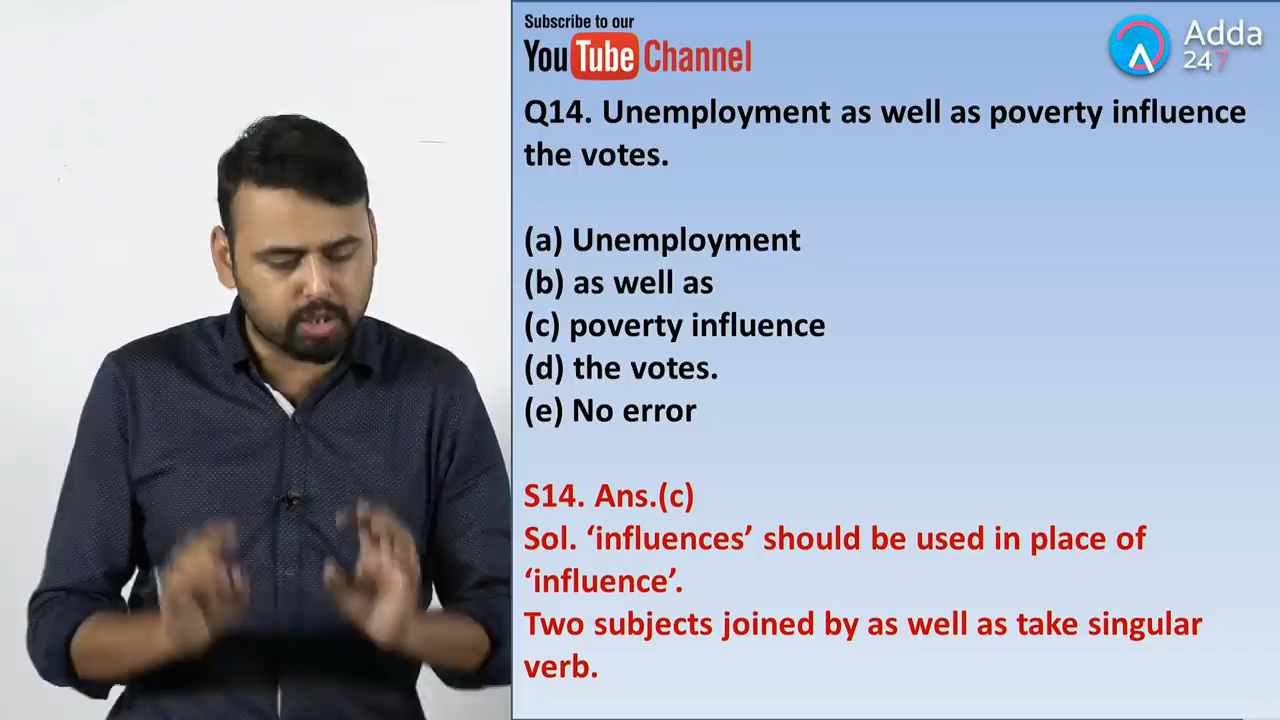 Subscribe to our
YouTube Channel
Adda
247
Q14. Unemployment as well as poverty influence
the votes.
(a) Unemployment
(b) as well as
(c) poverty influence
(d) the votes.
(e) No error
S14. Ans.(c)
Sol. ‘influences’ should be used in place of
‘influence’.
Two subjects joined by as well as take singular
verb.